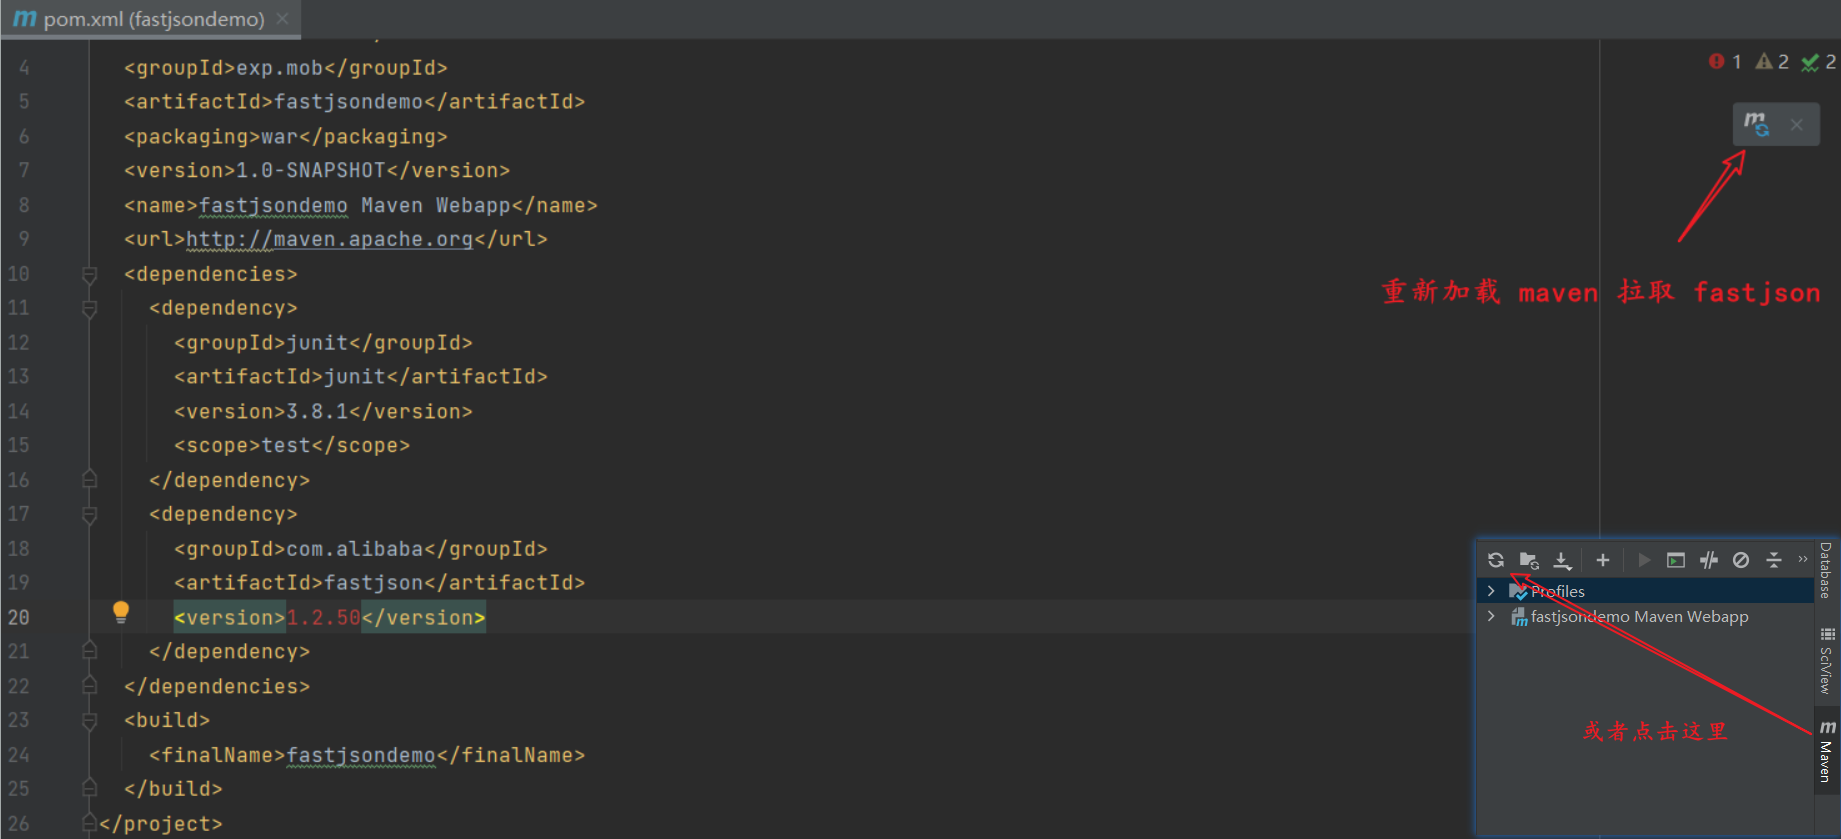 pom.xml (fastjsondemo)
1 2 2
4 <groupId>exp.mob</groupId>
5 <artifactId>fastjsondemo</artifactId>
6 <packaging>war</packaging>
7 <version>1.0-SNAPSHOT</version>
8 <name>fastjsondemo Maven Webapp</name>
9 <url>http://maven.apache.org</url>
10 <dependencies>
11 <dependency>
12 <groupId>junit</groupId>
13 <artifactId>junit</artifactId>
14 <version>3.8.1</version>
15 <scope>test</scope>
16 </dependency>
17 <dependency>
18 <groupId>com.alibaba</groupId>
19 <artifactId>fastjson</artifactId>
20 <version>1.2.50</version>
21 </dependency>
22 </dependencies>
23 <build>
24 <finalName>fastjsondemo</finalName>
25 </build>
26 </project>
重新加载 maven 拉取 fastjson
Profiles
fastjsondemo Maven Webapp
或者点击这里
Database
SciView
Maven